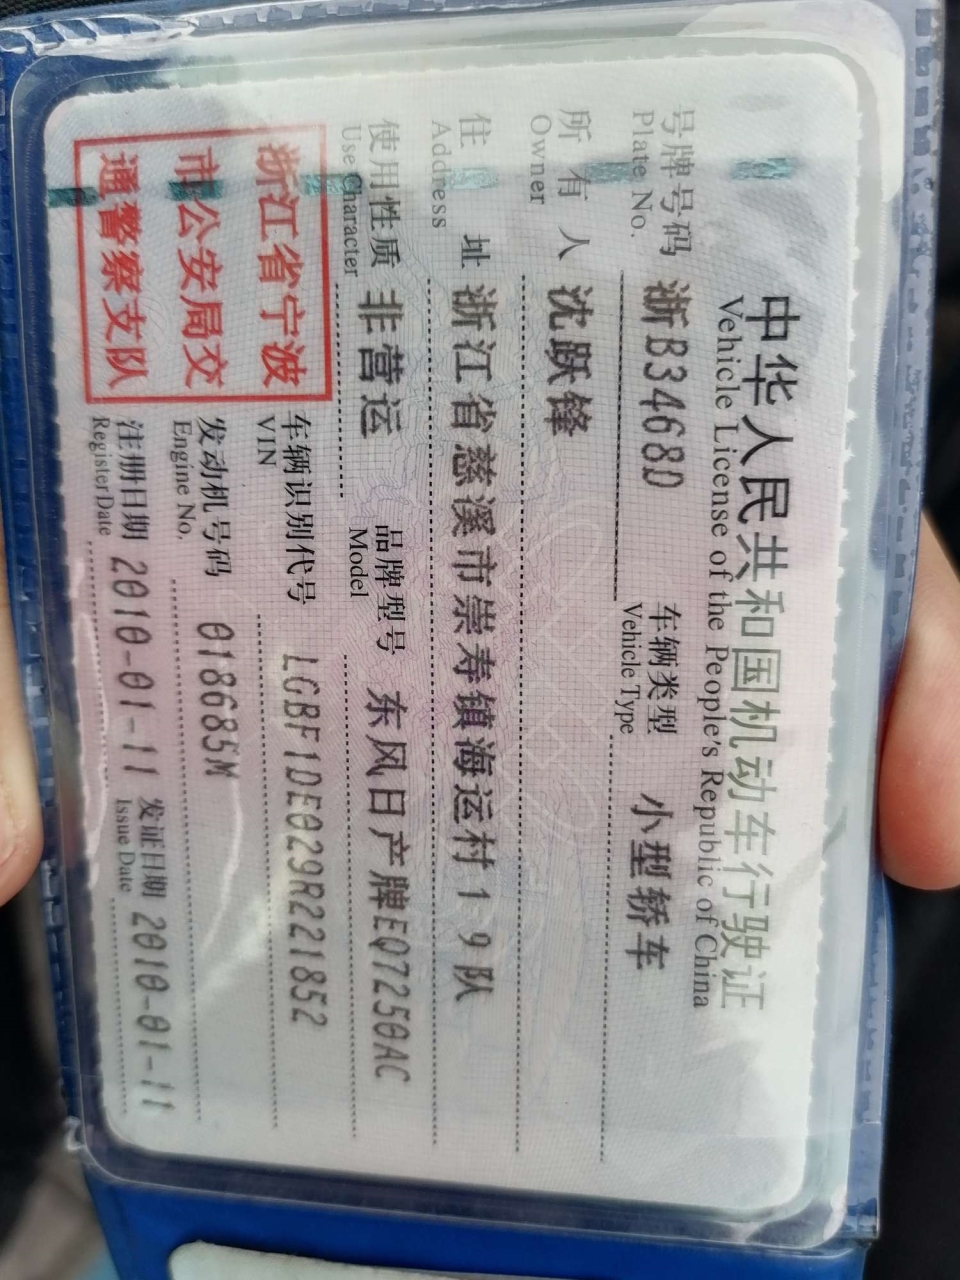 中华人民共和国机动车行驶证
Vehicle License of the People's Republic of China
号牌号码 浙B3468D 车辆类型 小型轿车
Plate No. Vehicle Type
所有人 沈跃锋
Owner
住址 浙江省慈溪市崇寿镇海运村19队
Address
使用性质 非营运 品牌型号 东风日产牌EQ7250AC
Use Character Model
浙江省宁波
市公安局交
通警察支队
车辆识别代号 LGBF1DE029R221852
VIN
发动机号码 018685M
Engine No.
注册日期 2010-01-11 发证日期 2010-01-11
Register Date Issue Date